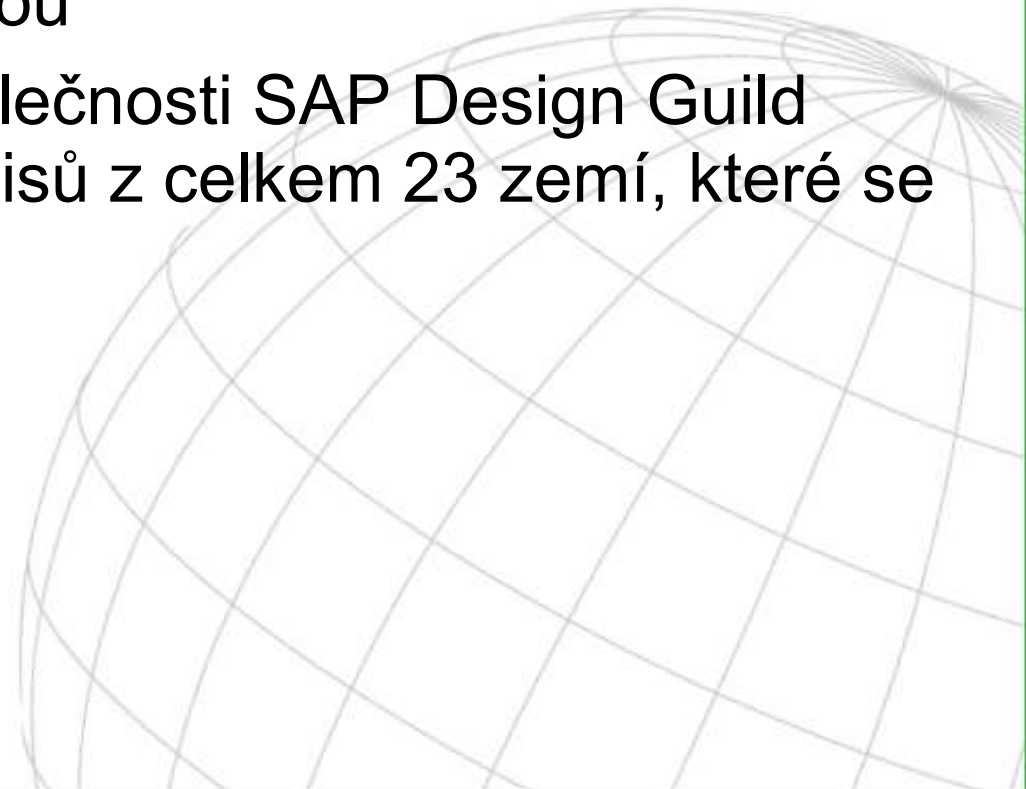 ou
lečnosti SAP Design Guild
isů z celkem 23 zemí, které se